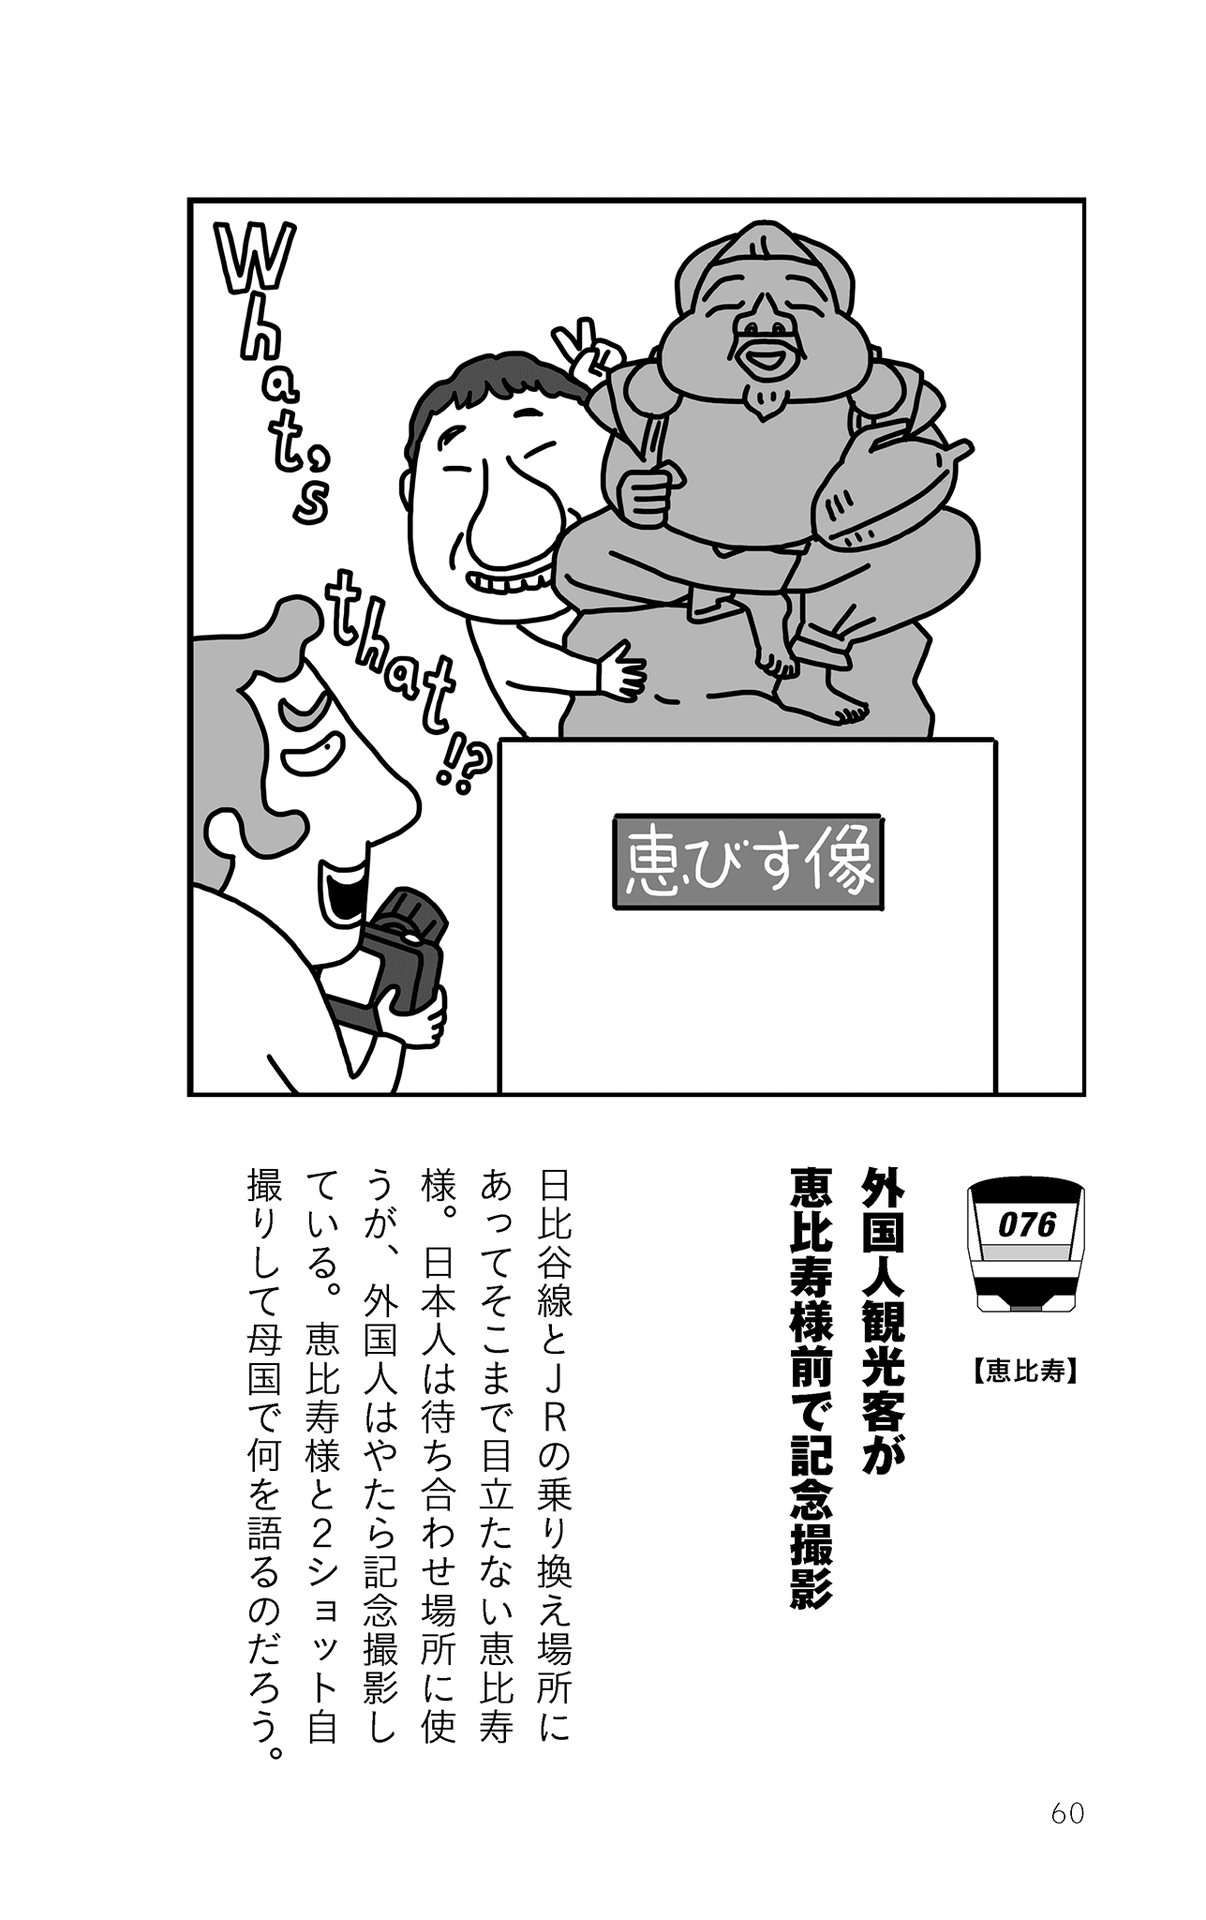 What's
that!?
恵びす像
076
【恵比寿】
外国人観光客が
恵比寿様前で記念撮影
日比谷線とＪＲの乗り換え場所に
あってそこまで目立たない恵比寿
様。日本人は待ち合わせ場所に使
うが、外国人はやたら記念撮影し
ている。恵比寿様と２ショット自
撮りして母国で何を語るのだろう。
60